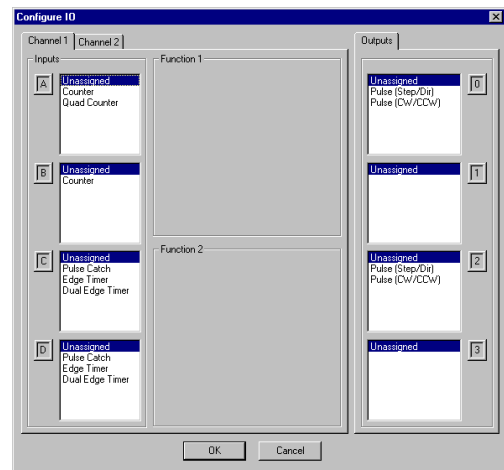 Configure IO
Channel 1 Channel 2 Outputs
Inputs Function 1
A
Unassigned
Counter
Quad Counter
Unassigned
Pulse (Step/Dir)
Pulse (CW/CCW)
0
B
Unassigned
Counter
Unassigned
1
Function 2
C
Unassigned
Pulse Catch
Edge Timer
Dual Edge Timer
Unassigned
Pulse (Step/Dir)
Pulse (CW/CCW)
2
D
Unassigned
Pulse Catch
Edge Timer
Dual Edge Timer
Unassigned
3
OK Cancel